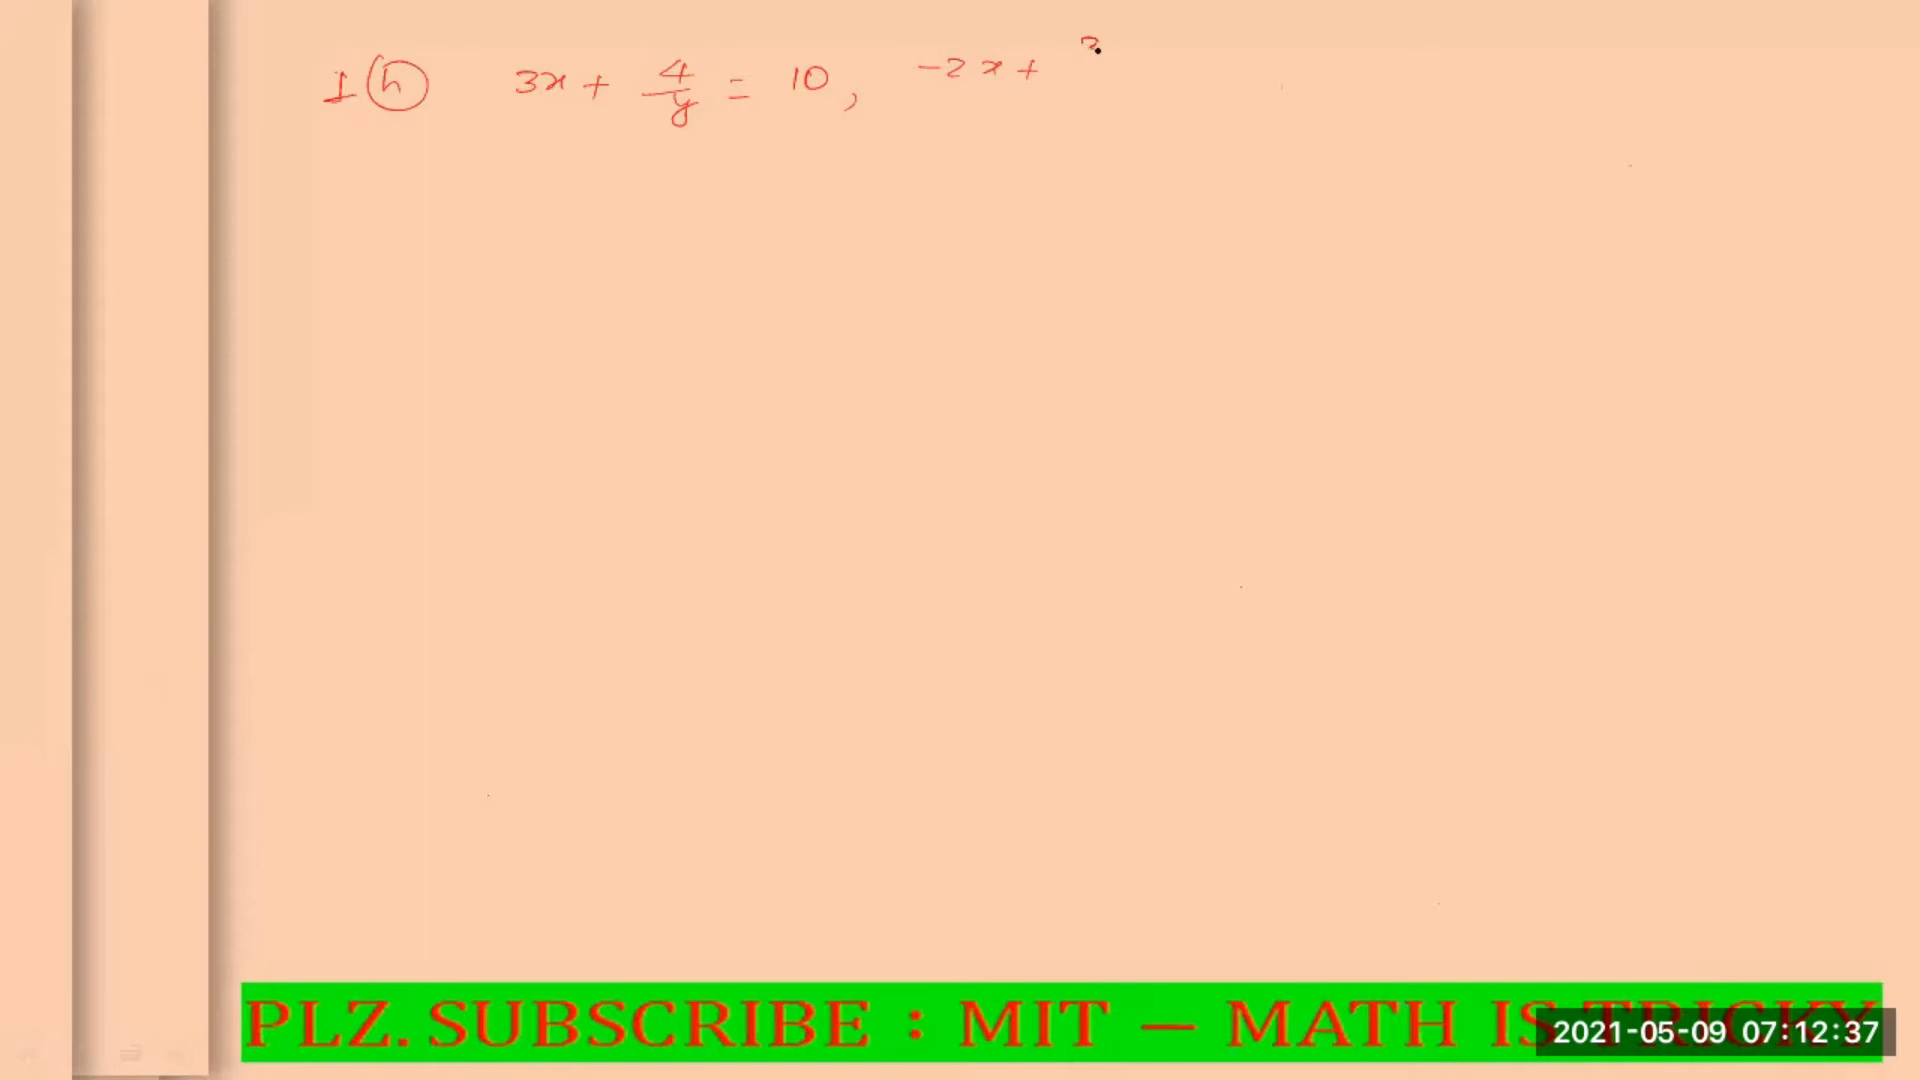 1 (h) 3x + 4/y = 10, -2x +
PLZ. SUBSCRIBE : MIT – MATH IS TRICKY
2021-05-09 07:12:37